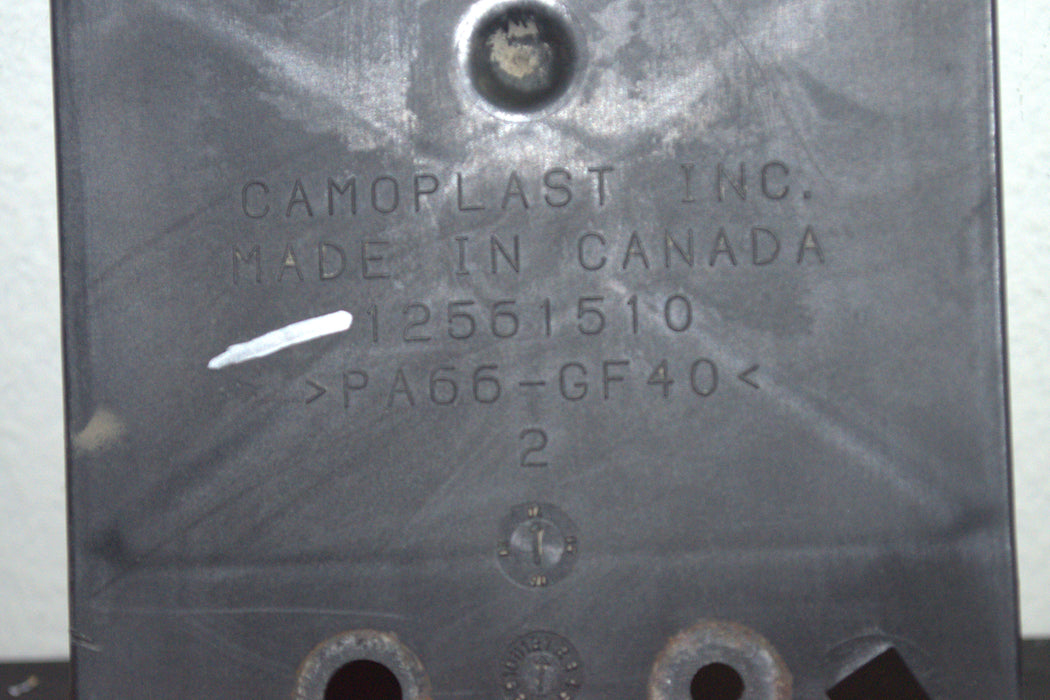 CAMOPLAST INC.
MADE IN CANADA
12561510
>PA66-GF40<
2